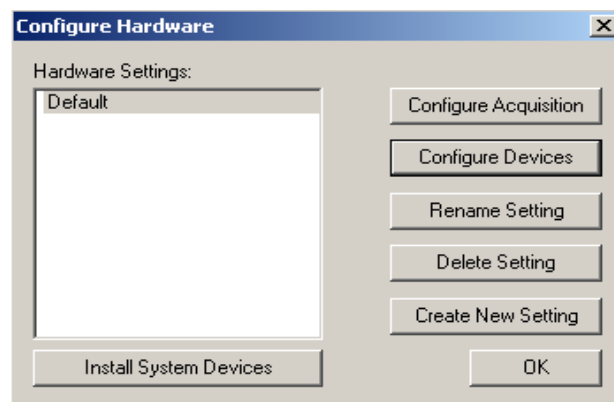 Configure Hardware
Hardware Settings:
Default
Configure Acquisition
Configure Devices
Rename Setting
Delete Setting
Create New Setting
Install System Devices
OK